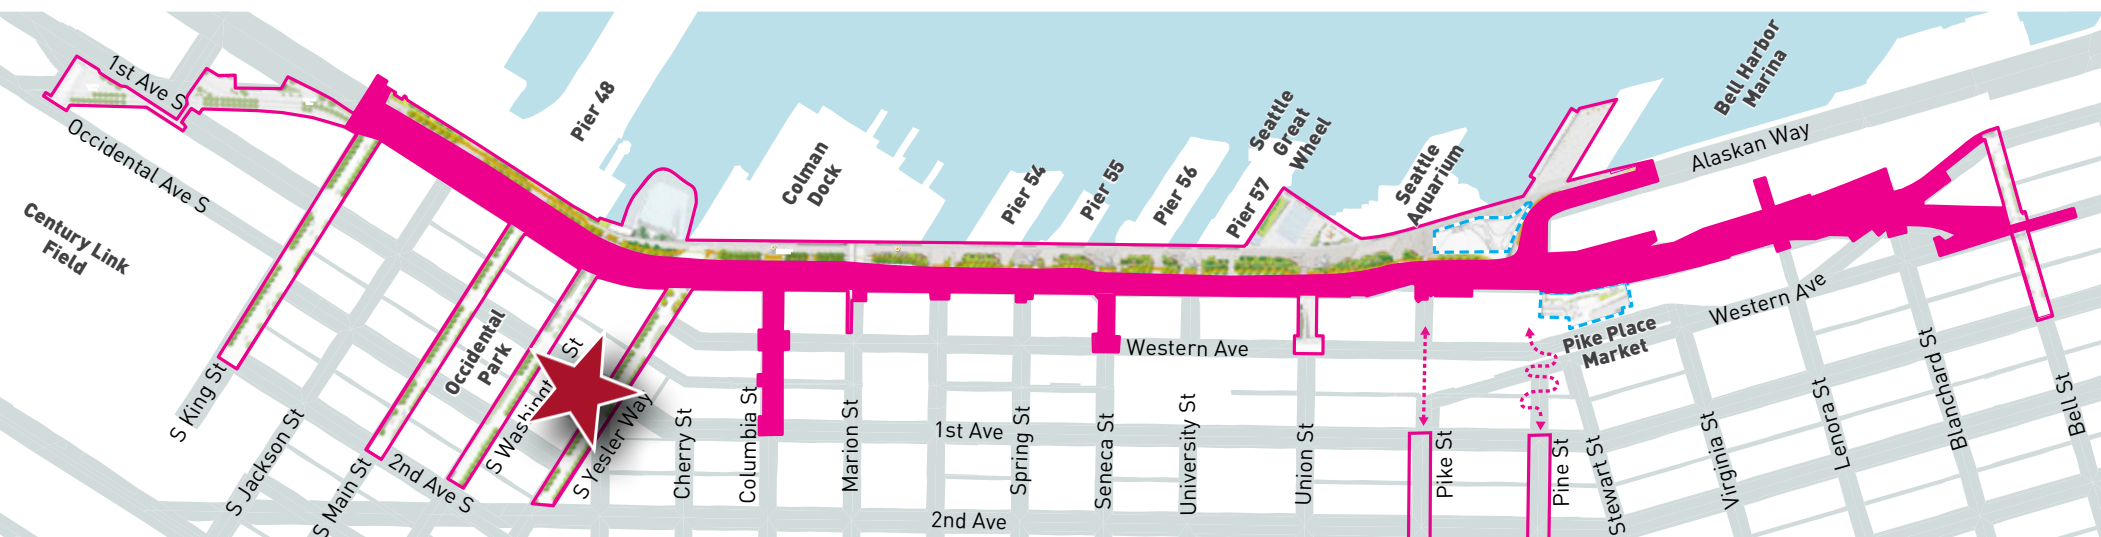 1st Ave S
Occidental Ave S
Century Link
Field
Pier 48
Colman
Dock
Pier 54
Pier 55
Pier 56
Pier 57
Seattle
Great
Wheel
Seattle
Aquarium
Bell Harbor
Marina
Alaskan Way
Occidental
Park
Western Ave
Western Ave
Pike Place
Market
S King St
S Jackson St
S Main St
2nd Ave S
S Washingt
St
S Yesler Way
Cherry St
Columbia St
Marion St
1st Ave
2nd Ave
Spring St
Seneca St
University St
Union St
Pike St
Pine St
Stewart St
Virginia St
Lenora St
Blanchard St
Bell St